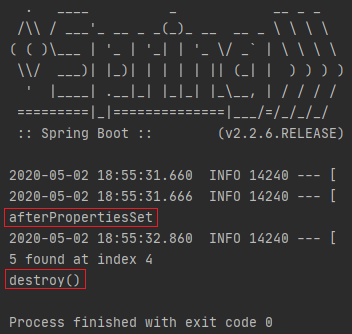 .   ____          _            __ _ _
 /\\ / ___'_ __ _ _(_)_ __  __ _ \ \ \ \
( ( )\___ | '_ | '_| | '_ \/ _` | \ \ \ \
 \\/  ___)| |_)| | | | | || (_| |  ) ) ) )
  '  |____| .__|_| |_|_| |_\__, | / / / /
 =========|_|==============|___/=/_/_/_/
 :: Spring Boot ::        (v2.2.6.RELEASE)
2020-05-02 18:55:31.660  INFO 14240 --- [
2020-05-02 18:55:31.666  INFO 14240 --- [
afterPropertiesSet
2020-05-02 18:55:32.860  INFO 14240 --- [
5 found at index 4
destroy()
Process finished with exit code 0